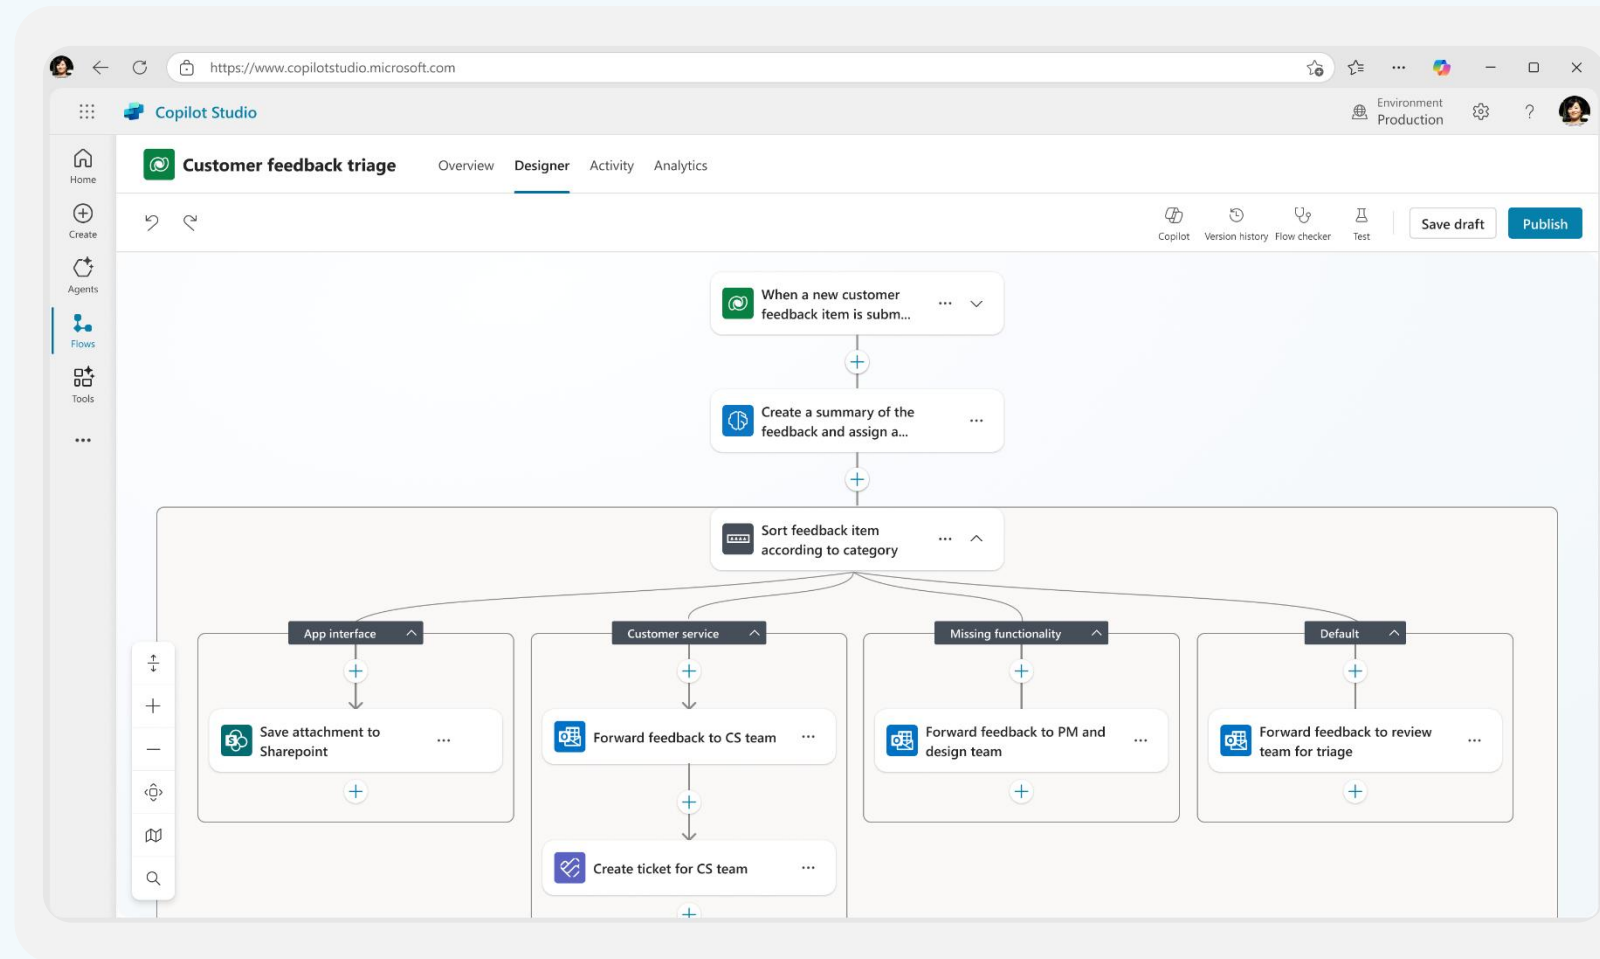 https://www.copilotstudio.microsoft.com
Copilot Studio
Environment
Production
?
Home
Create
Agents
Flows
Tools
Customer feedback triage
Overview
Designer
Activity
Analytics
Copilot
Version history
Flow checker
Test
Save draft
Publish
When a new customer
feedback item is subm...
Create a summary of the
feedback and assign a...
Sort feedback item
according to category
App interface
Customer service
Missing functionality
Default
Save attachment to
Sharepoint
Forward feedback to CS team
Forward feedback to PM and
design team
Forward feedback to review
team for triage
Create ticket for CS team